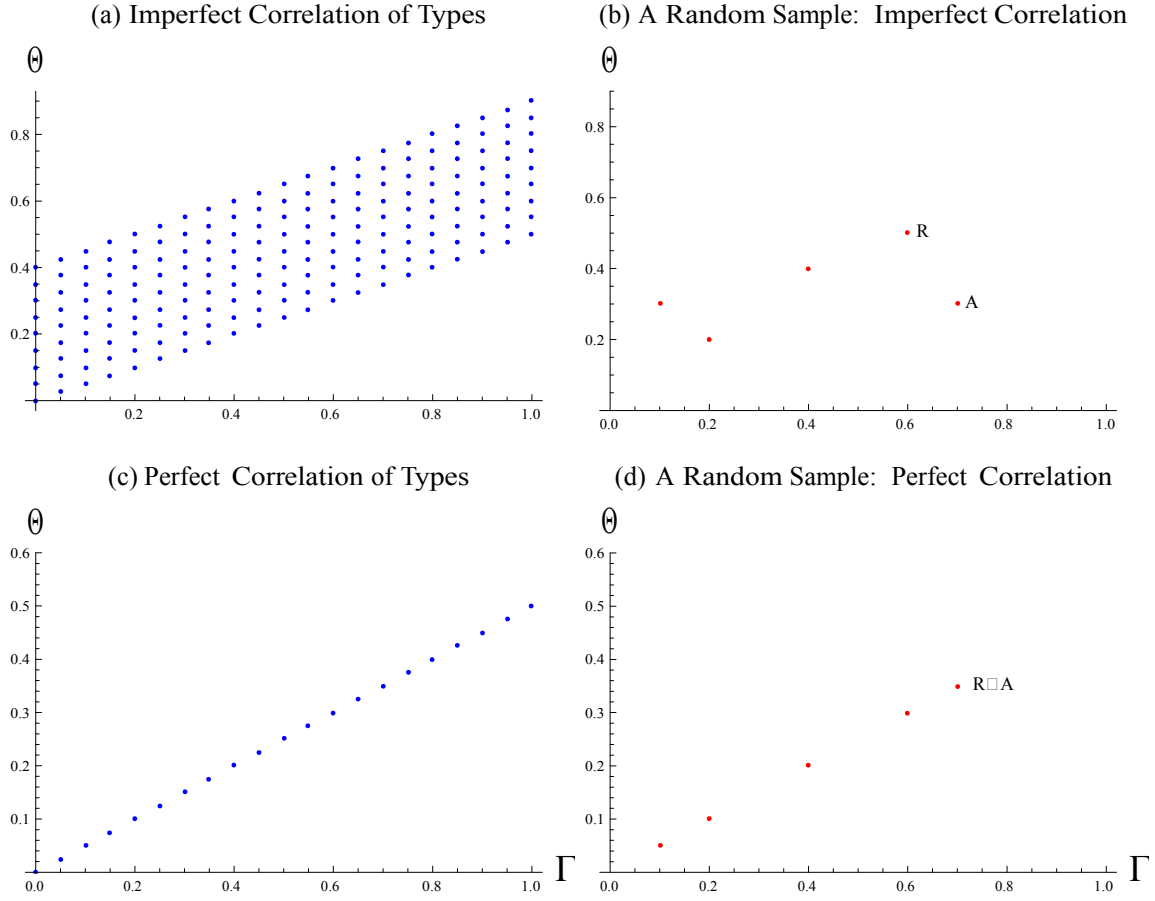 (a) Imperfect Correlation of Types
Θ
0.8
0.6
0.4
0.2
0.2 0.4 0.6 0.8 1.0
(b) A Random Sample: Imperfect Correlation
Θ
0.8
0.6
0.4
0.2
0.0 0.2 0.4 0.6 0.8 1.0
R
A
(c) Perfect Correlation of Types
Θ
0.6
0.5
0.4
0.3
0.2
0.1
0.0 0.2 0.4 0.6 0.8 1.0
Γ
(d) A Random Sample: Perfect Correlation
Θ
0.6
0.5
0.4
0.3
0.2
0.1
0.0 0.2 0.4 0.6 0.8 1.0
R□A
Γ